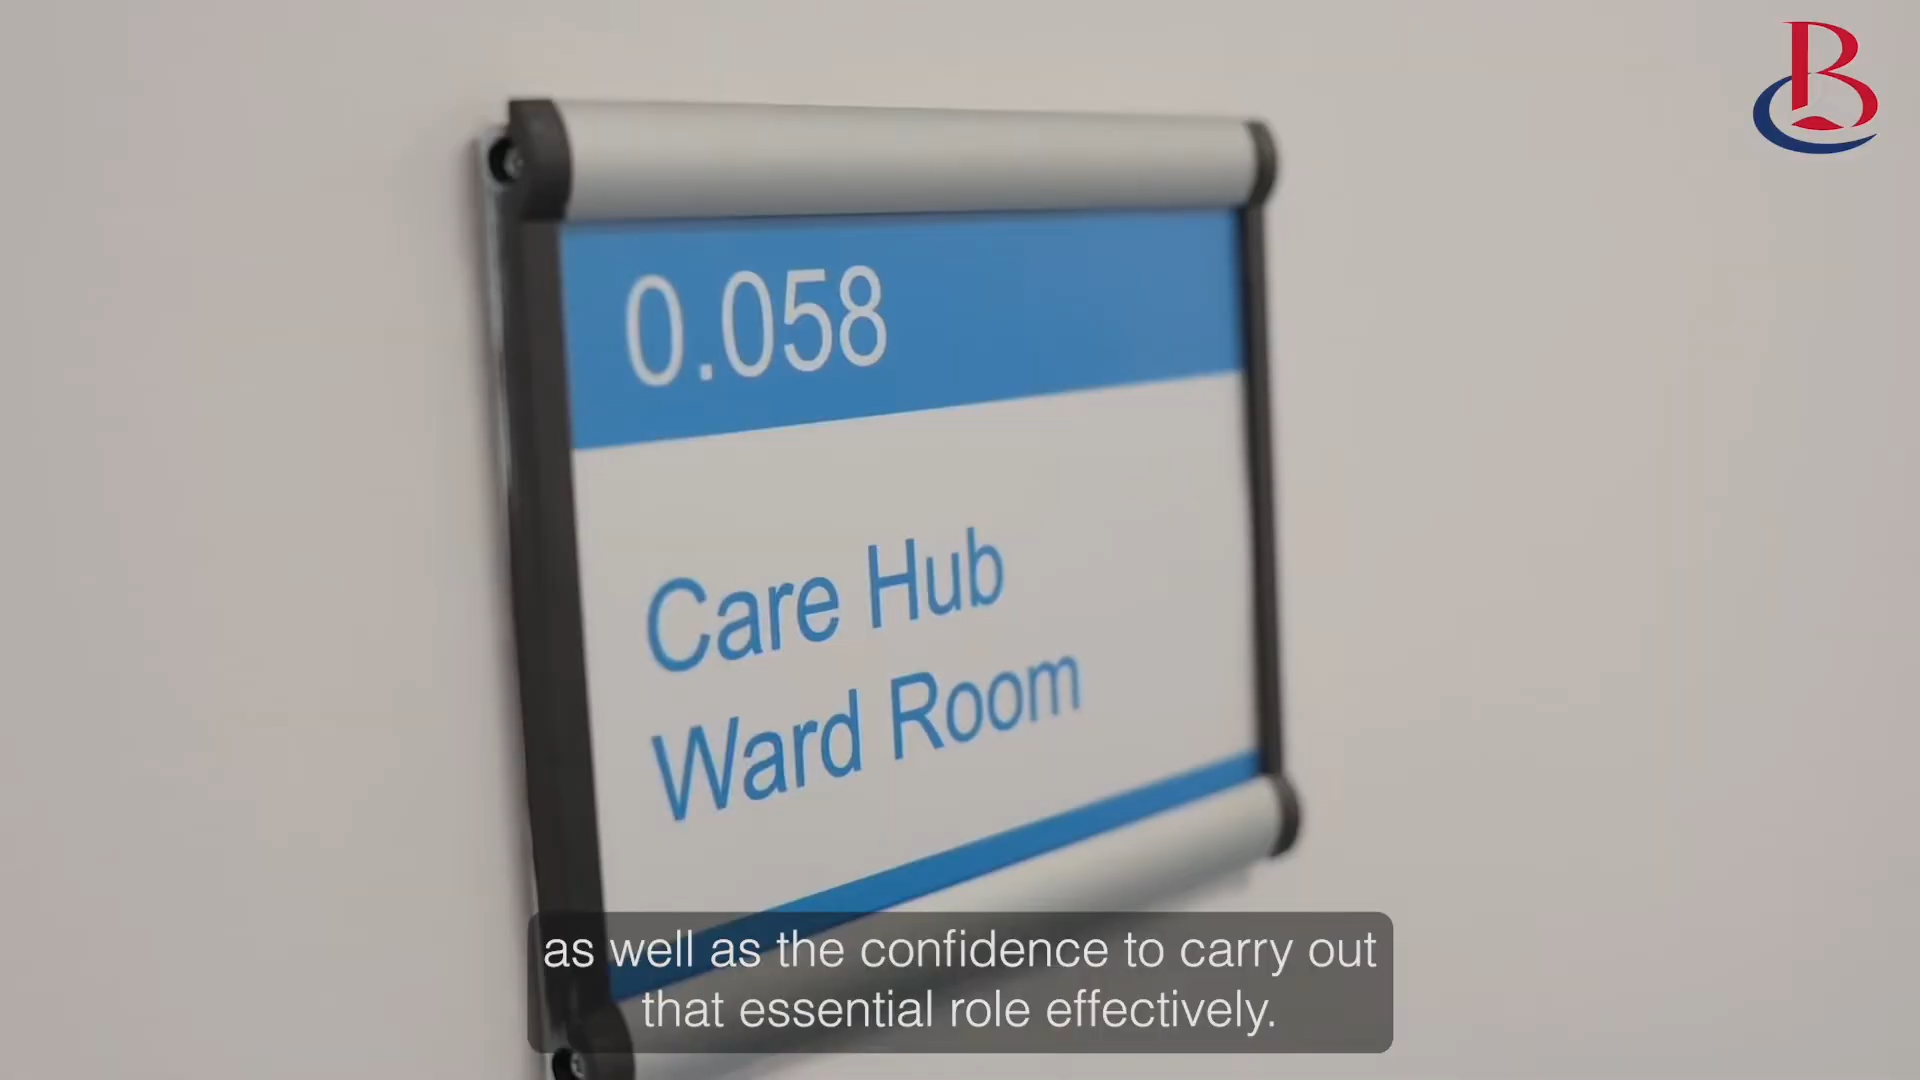 0.058
Care Hub
Ward Room
as well as the confidence to carry out
that essential role effectively.